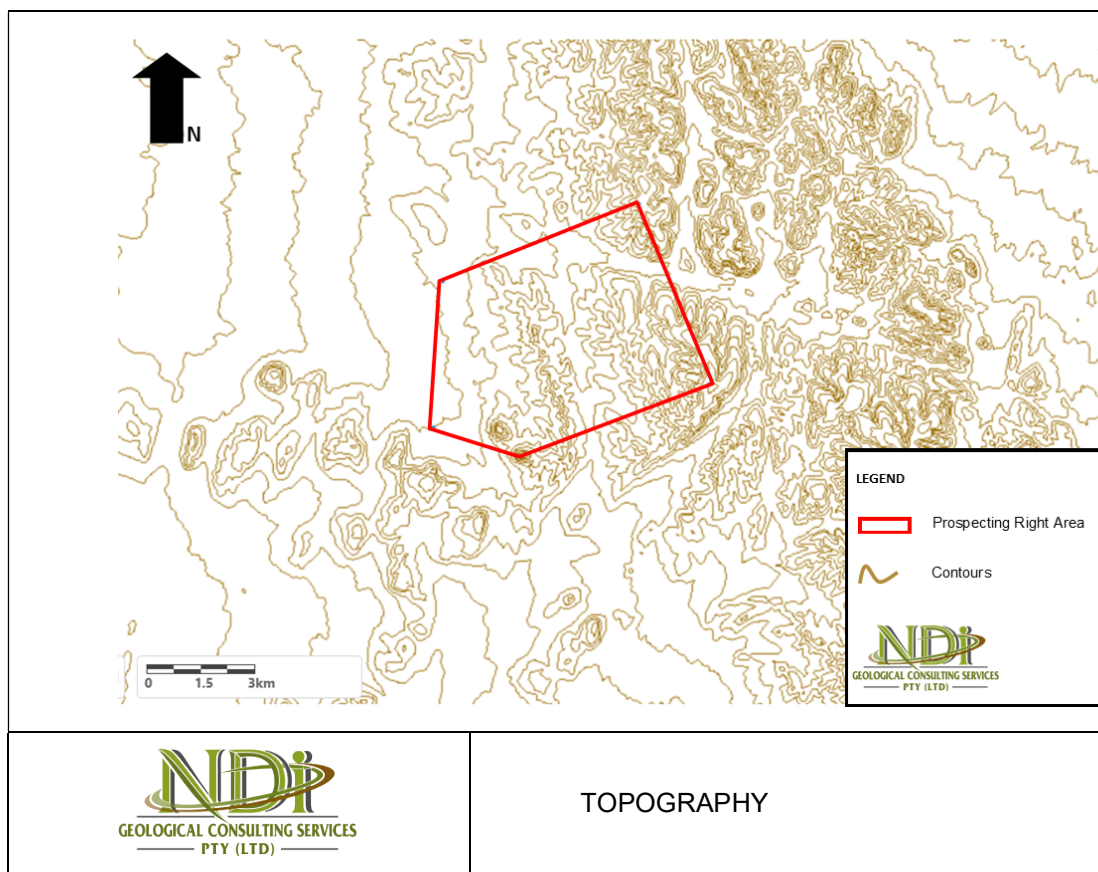 N
LEGEND
Prospecting Right Area
Contours
NDi
GEOLOGICAL CONSULTING SERVICES
PTY (LTD)
0 1.5 3km
NDi
GEOLOGICAL CONSULTING SERVICES
PTY (LTD)
TOPOGRAPHY